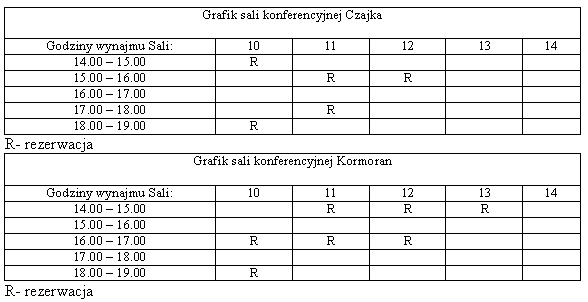 Grafik sali konferencyjnej Czajka
Godziny wynajmu Sali: 10 11 12 13 14
14.00 – 15.00 R
15.00 – 16.00 R R
16.00 – 17.00
17.00 – 18.00 R
18.00 – 19.00 R
R- rezerwacja
Grafik sali konferencyjnej Kormoran
Godziny wynajmu Sali: 10 11 12 13 14
14.00 – 15.00 R R R
15.00 – 16.00
16.00 – 17.00 R R R
17.00 – 18.00
18.00 – 19.00 R
R- rezerwacja